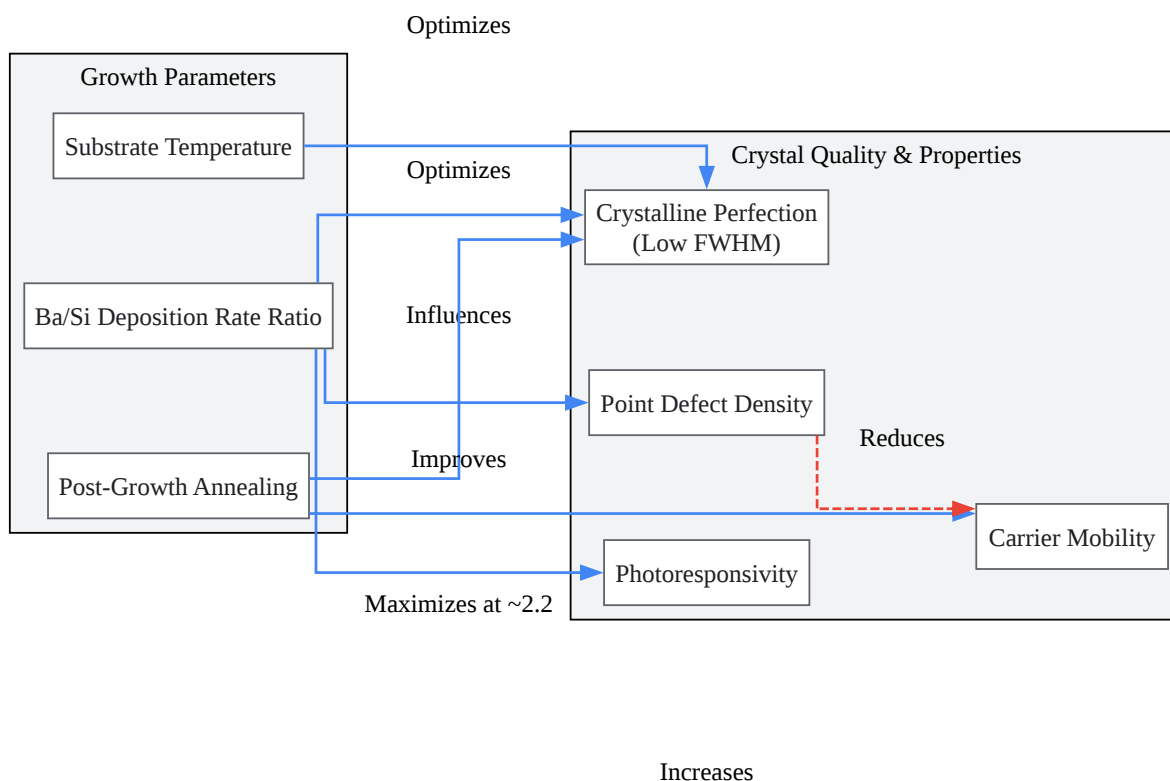 Optimizes
Growth Parameters
Substrate Temperature
Optimizes
Crystal Quality & Properties
Crystalline Perfection
(Low FWHM)
Ba/Si Deposition Rate Ratio
Influences
Point Defect Density
Reduces
Improves
Post-Growth Annealing
Carrier Mobility
Photoresponsivity
Maximizes at ~2.2
Increases